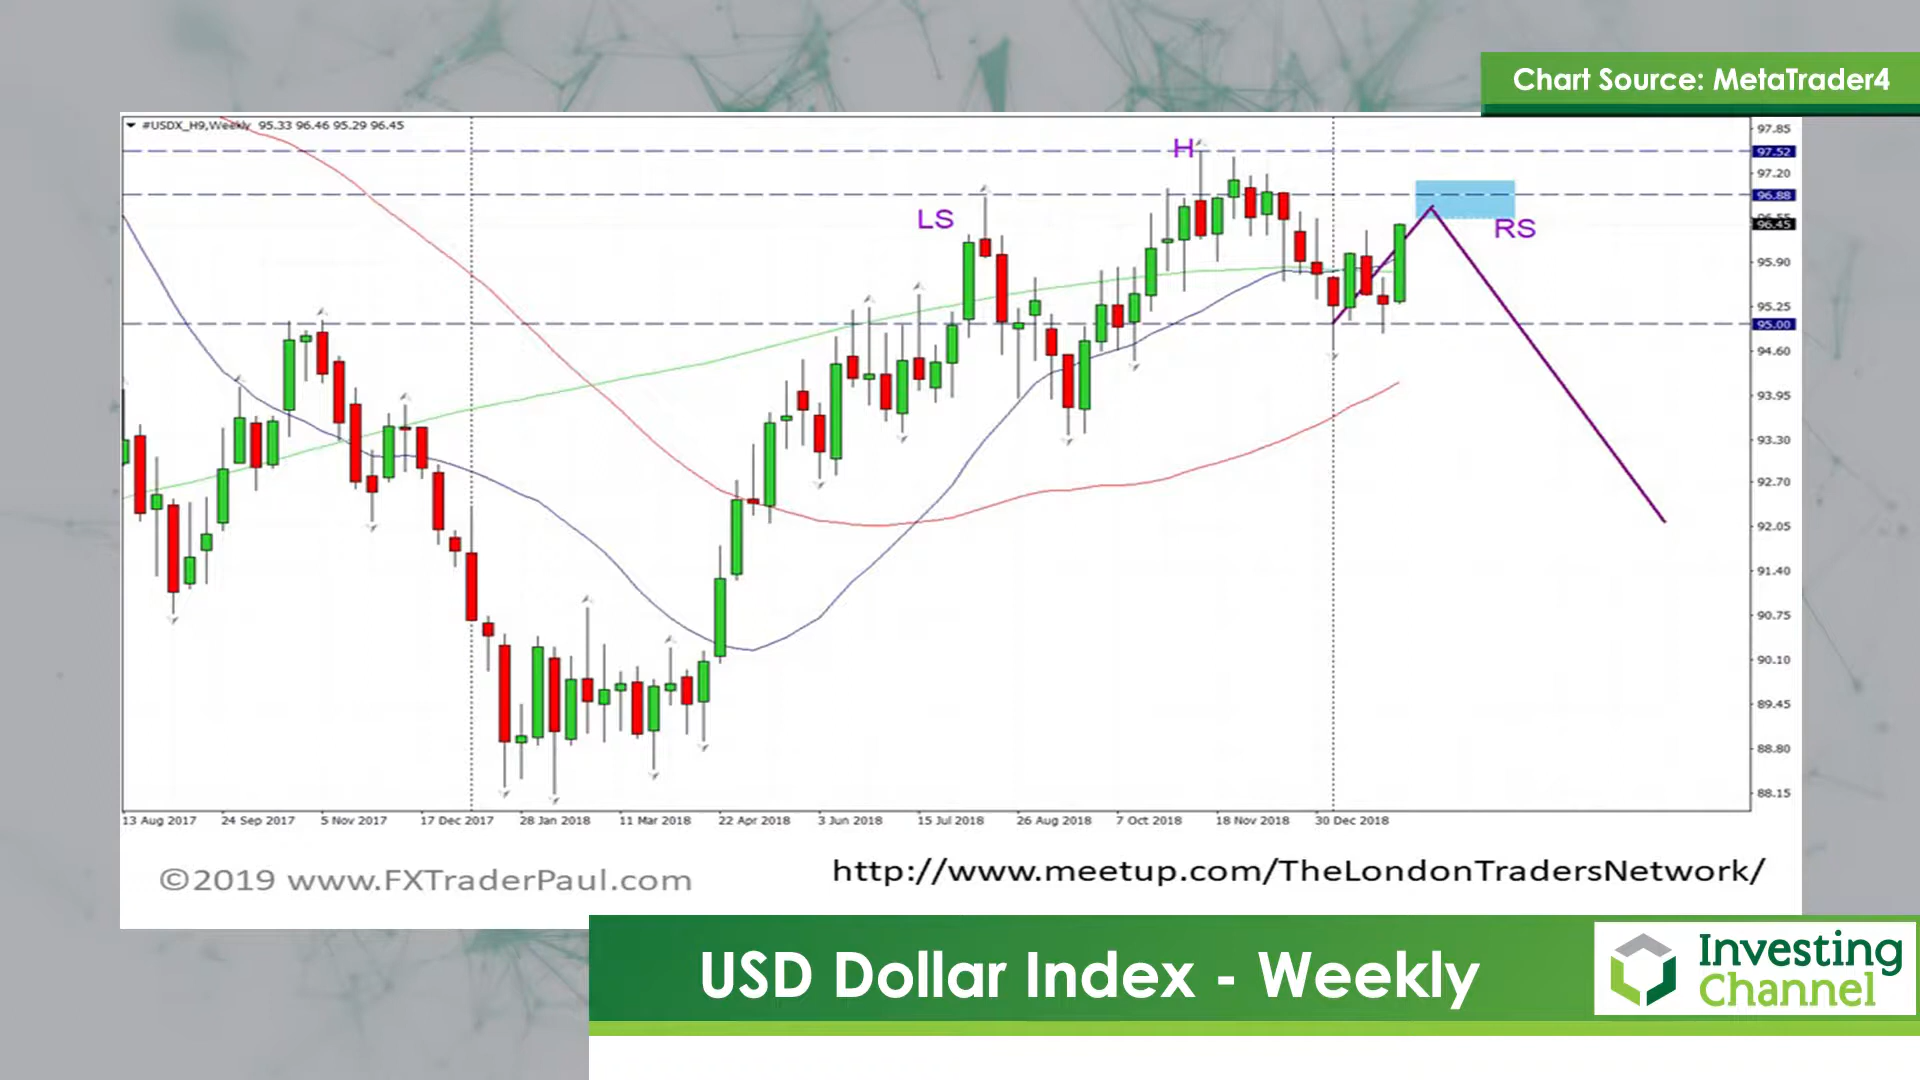 Chart Source: MetaTrader4
#USDX_H9,Weekly 95.33 96.46 95.29 96.45
97.85
H
97.52
97.20
96.88
LS
96.55
96.45
RS
95.90
95.25
95.00
94.60
93.95
93.30
92.70
92.05
91.40
90.75
90.10
89.45
88.80
88.15
13 Aug 2017 24 Sep 2017 5 Nov 2017 17 Dec 2017 28 Jan 2018 11 Mar 2018 22 Apr 2018 3 Jun 2018 15 Jul 2018 26 Aug 2018 7 Oct 2018 18 Nov 2018 30 Dec 2018
©2019 www.FXTraderPaul.com
http://www.meetup.com/TheLondonTradersNetwork/
USD Dollar Index - Weekly
Investing
Channel